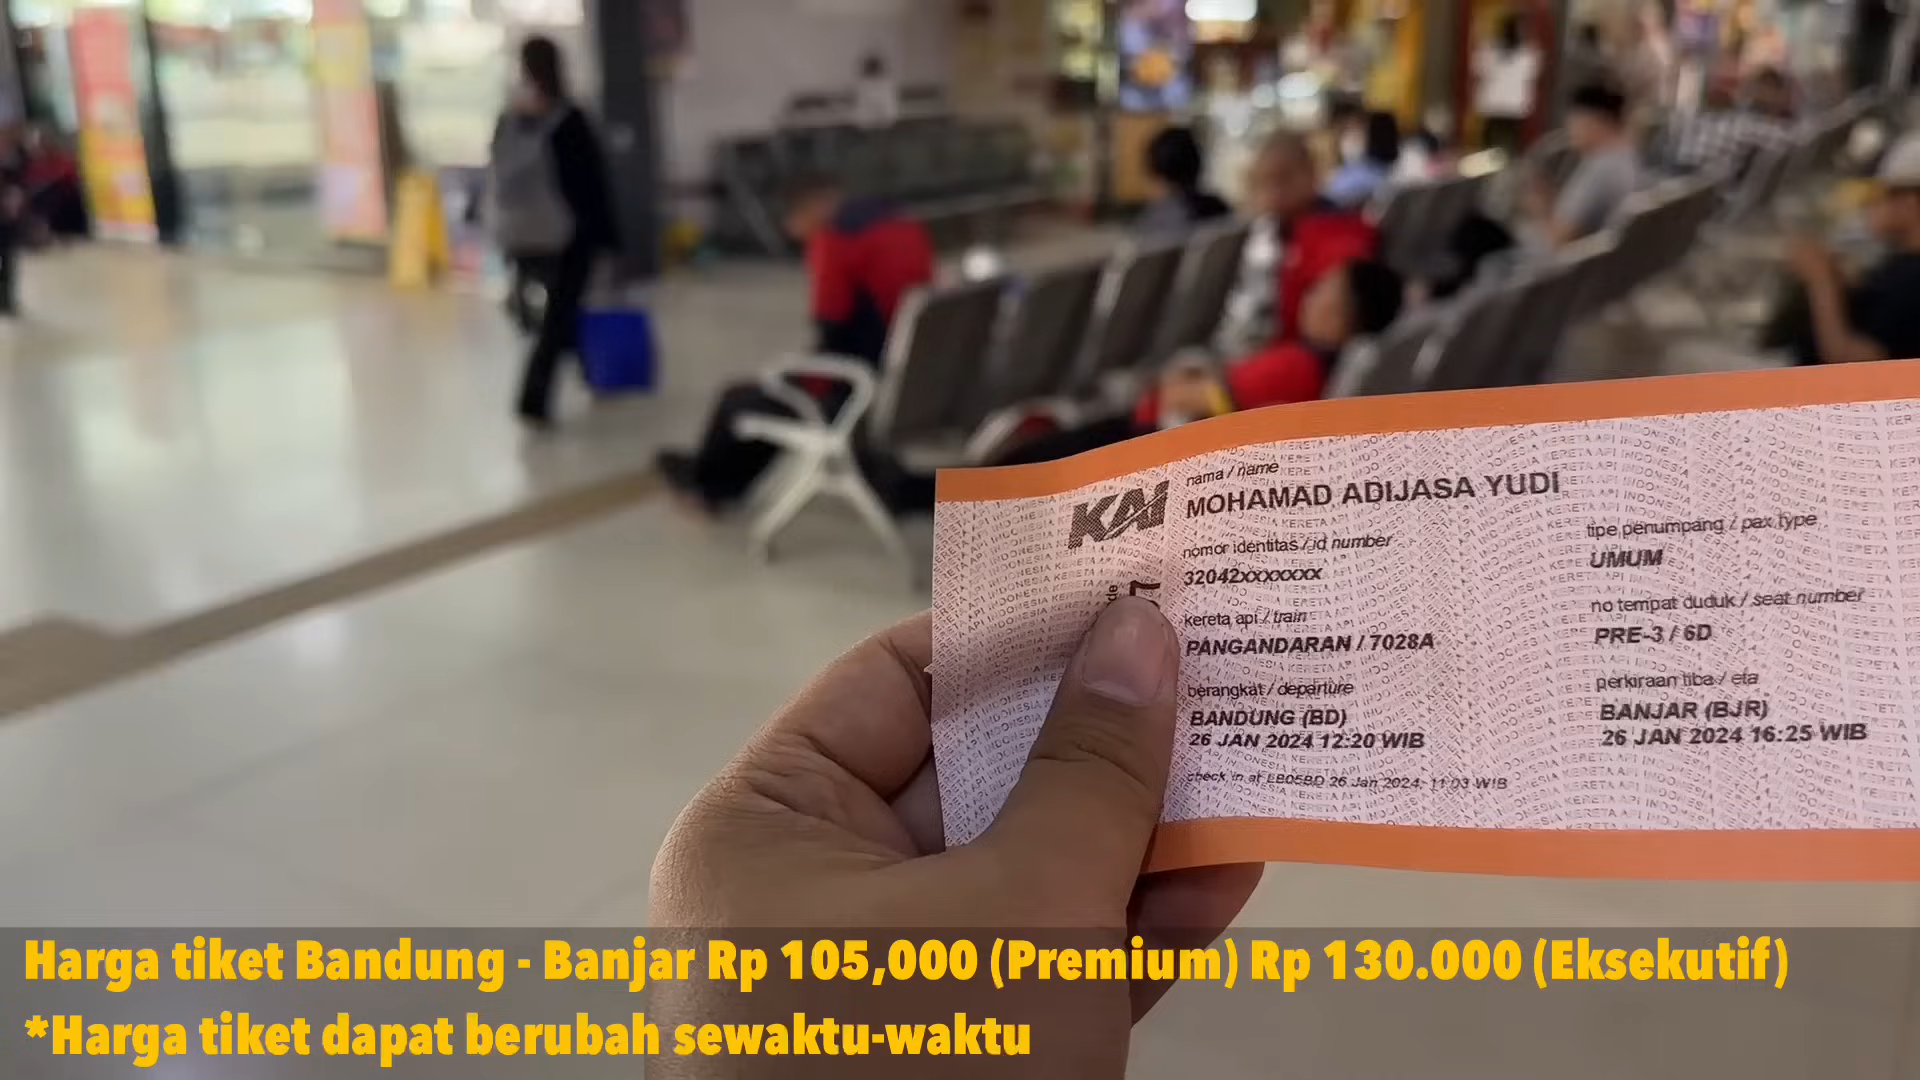 KAI
nama / name
MOHAMAD ADIJASA YUDI
nomor identitas / id number
32042xxxxxxx
tipe penumpang / pax type
UMUM
kereta api / train
PANGANDARAN / 7028A
no tempat duduk / seat number
PRE-3 / 6D
berangkat / departure
BANDUNG (BD)
26 JAN 2024 12:20 WIB
perkiraan tiba / eta
BANJAR (BJR)
26 JAN 2024 16:25 WIB
check in at LB05BD 26 Jan 2024, 11:03 WIB
Harga tiket Bandung - Banjar Rp 105,000 (Premium) Rp 130.000 (Eksekutif)
*Harga tiket dapat berubah sewaktu-waktu